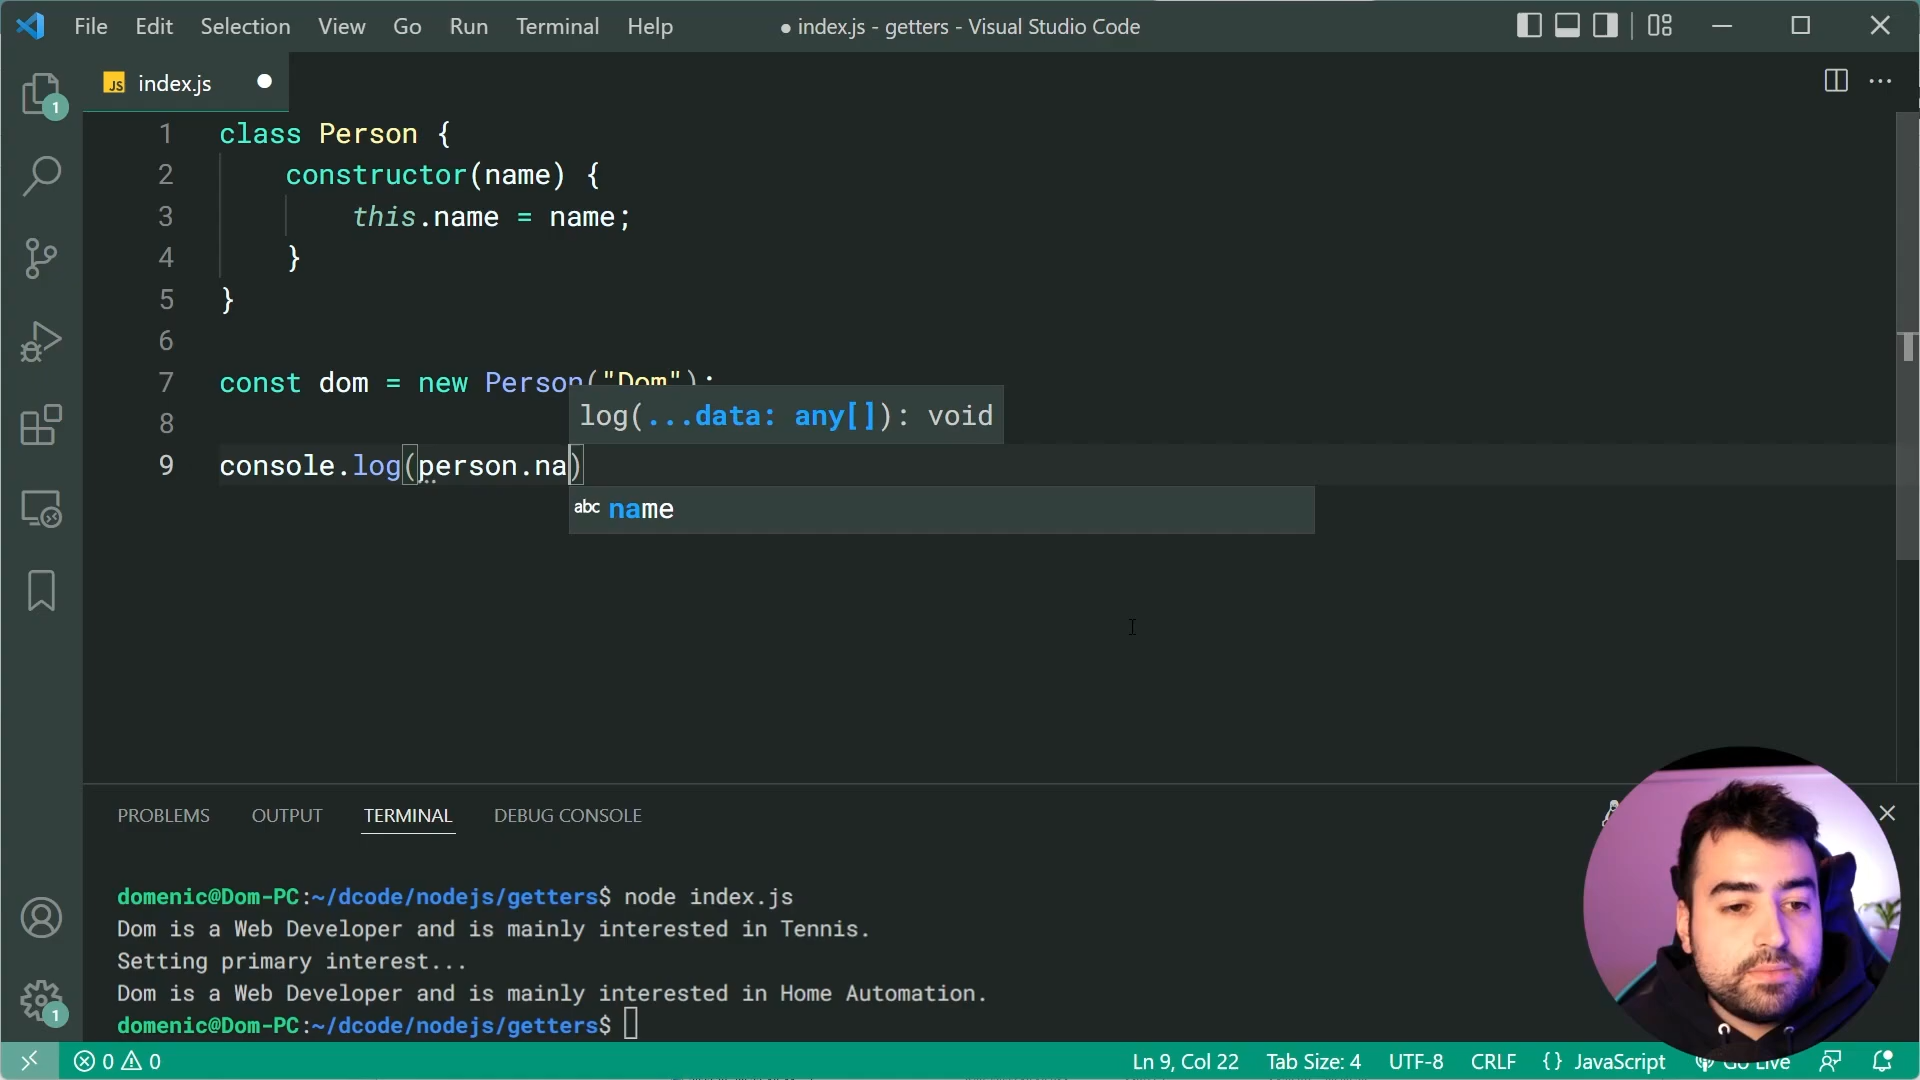 File Edit Selection View Go Run Terminal Help ● index.js - getters - Visual Studio Code
JS index.js
1
1 class Person {
2 constructor(name) {
3 this.name = name;
4 }
5 }
6
7 const dom = new Person("Dom");
8 log(...data: any[]): void
9 console.log(person.na)
abc name
PROBLEMS OUTPUT TERMINAL DEBUG CONSOLE
domenic@Dom-PC:~/dcode/nodejs/getters$ node index.js
Dom is a Web Developer and is mainly interested in Tennis.
Setting primary interest...
Dom is a Web Developer and is mainly interested in Home Automation.
domenic@Dom-PC:~/dcode/nodejs/getters$
1
0 0 Ln 9, Col 22 Tab Size: 4 UTF-8 CRLF {} JavaScript Go Live